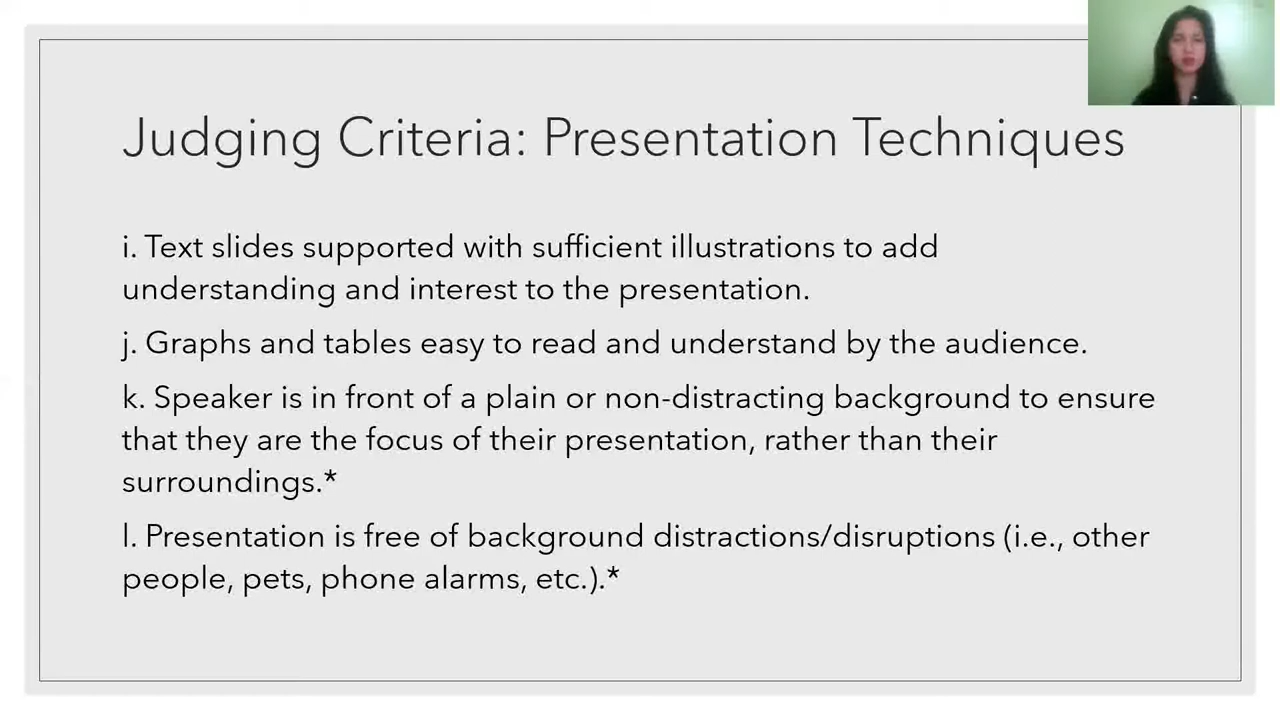 Judging Criteria: Presentation Techniques
i. Text slides supported with sufficient illustrations to add
understanding and interest to the presentation.
j. Graphs and tables easy to read and understand by the audience.
k. Speaker is in front of a plain or non-distracting background to ensure
that they are the focus of their presentation, rather than their
surroundings.*
l. Presentation is free of background distractions/disruptions (i.e., other
people, pets, phone alarms, etc.).*